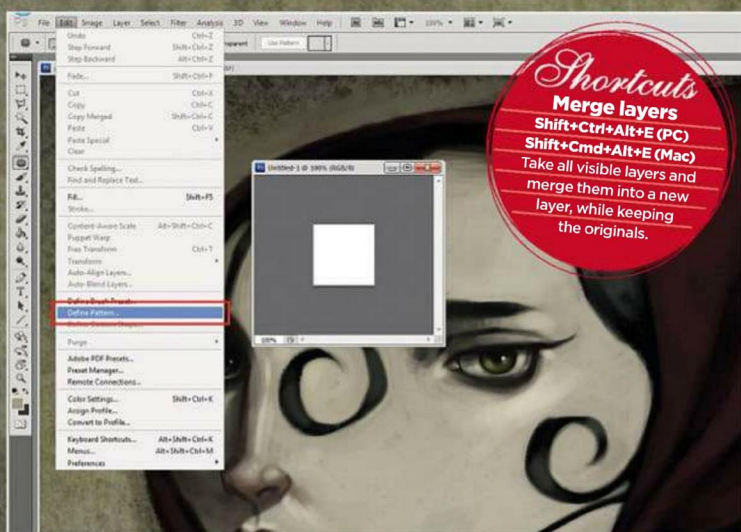 Ps File Edit Image Layer Select Filter Analysis 3D View Window Help 100%
Use Pattern
Undo Ctrl+Z
Step Forward Shift+Ctrl+Z
Step Backward Alt+Ctrl+Z
Fade... Shift+Ctrl+F
Cut Ctrl+X
Copy Ctrl+C
Copy Merged Shift+Ctrl+C
Paste Ctrl+V
Paste Special
Clear
Check Spelling...
Find and Replace Text...
Fill... Shift+F5
Stroke...
Content-Aware Scale Alt+Shift+Ctrl+C
Puppet Warp
Free Transform Ctrl+T
Transform
Auto-Align Layers...
Auto-Blend Layers...
Define Brush Preset...
Define Pattern...
Define Custom Shape...
Purge
Adobe PDF Presets...
Preset Manager...
Remote Connections...
Color Settings... Shift+Ctrl+K
Assign Profile...
Convert to Profile...
Keyboard Shortcuts... Alt+Shift+Ctrl+K
Menus... Alt+Shift+Ctrl+M
Preferences
Untitled-1 @ 100% (RGB/8)
100%
Shortcuts
Merge layers
Shift+Ctrl+Alt+E (PC)
Shift+Cmd+Alt+E (Mac)
Take all visible layers and
merge them into a new
layer, while keeping
the originals.